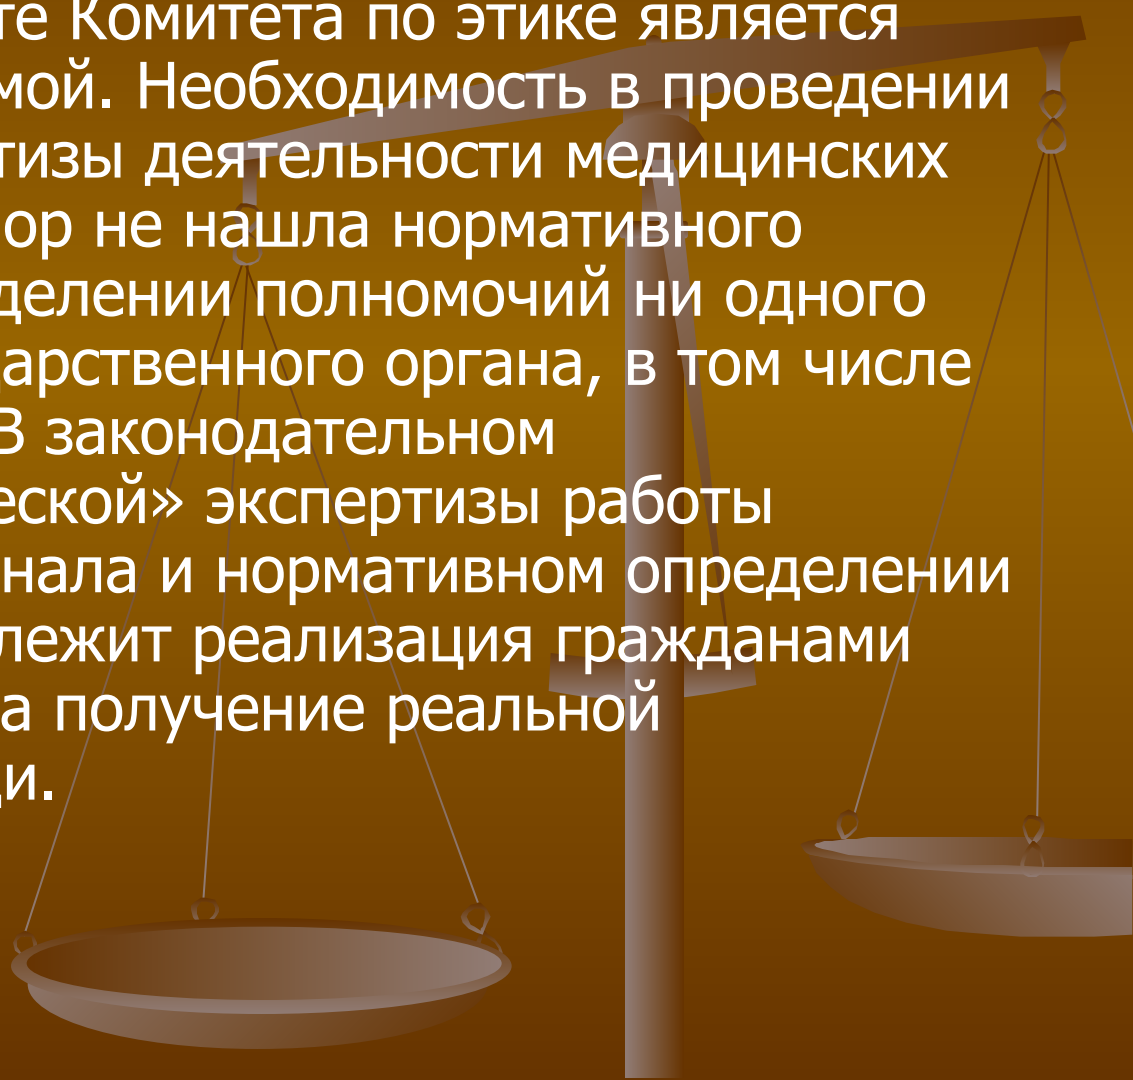 те Комитета по этике является
мой. Необходимость в проведении
тизы деятельности медицинских
ор не нашла нормативного
делении полномочий ни одного
дарственного органа, в том числе
В законодательном
еской» экспертизы работы
нала и нормативном определении
лежит реализация гражданами
а получение реальной
и.